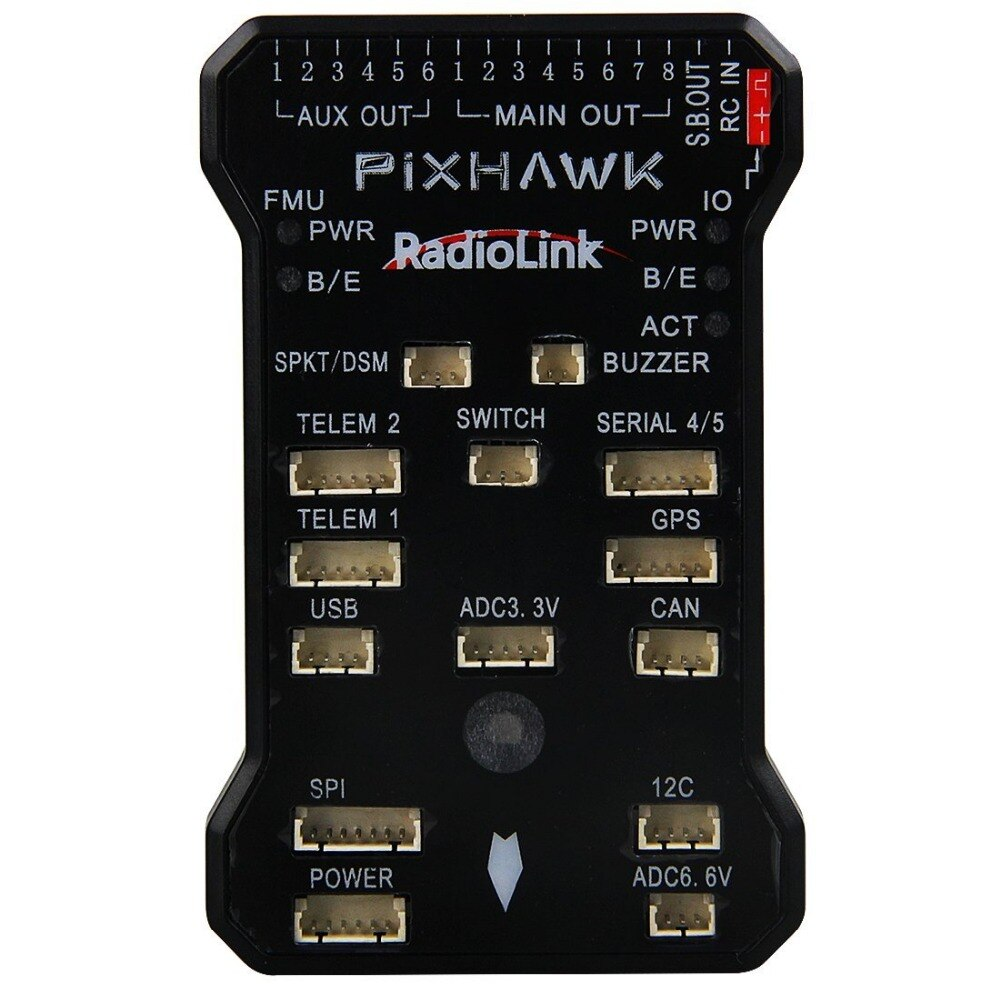 1 2 3 4 5 6 1 2 3 4 5 6 7 8 S.B.OUT RC IN
AUX OUT MAIN OUT - +
PiXHAWK
FMU IO
PWR RadioLink PWR
B/E B/E
ACT
SPKT/DSM BUZZER
TELEM 2 SWITCH SERIAL 4/5
TELEM 1 GPS
USB ADC3. 3V CAN
SPI 12C
POWER ADC6. 6V